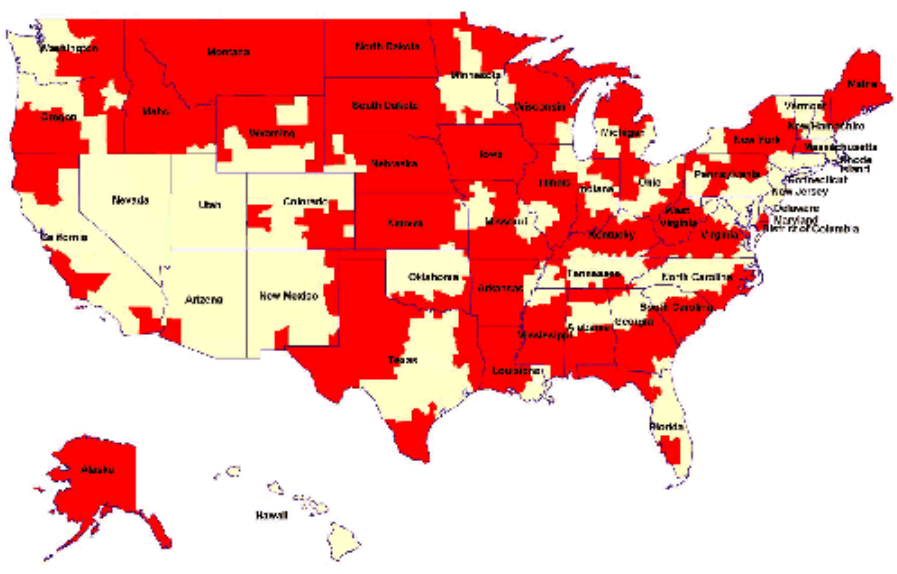 Washington
Montana
North Dakota
Minnesota
Maine
Oregon
Idaho
South Dakota
Wisconsin
Vermont
Wyoming
Michigan
New York
New Hampshire
Massachusetts
Rhode
Island
Nebraska
Iowa
Pennsylvania
Connecticut
Illinois
Indiana
Ohio
New Jersey
Nevada
Utah
Colorado
Delaware
Maryland
District of Columbia
Kansas
Missouri
West
Virginia
Kentucky
Virginia
California
Arizona
New Mexico
Oklahoma
Tennessee
North Carolina
Arkansas
South Carolina
Mississippi
Alabama
Georgia
Texas
Louisiana
Florida
Alaska
Hawaii